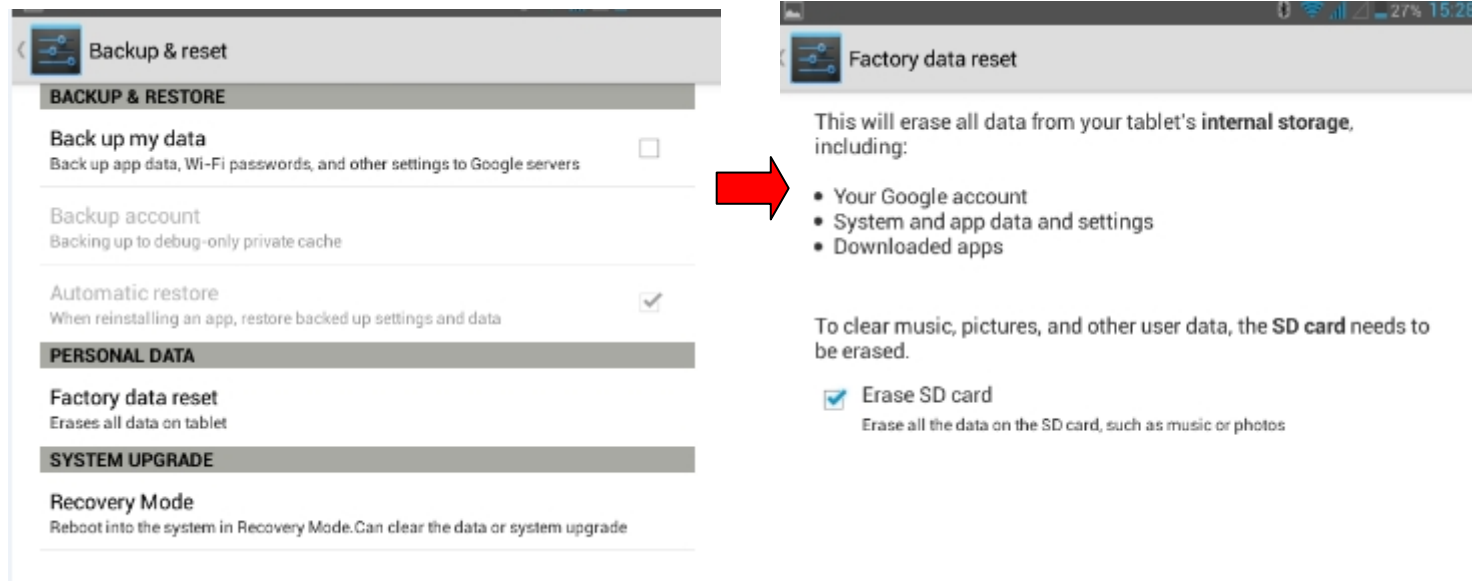 Backup & reset
BACKUP & RESTORE
Back up my data
Back up app data, Wi-Fi passwords, and other settings to Google servers
Backup account
Backing up to debug-only private cache
Automatic restore
When reinstalling an app, restore backed up settings and data
PERSONAL DATA
Factory data reset
Erases all data on tablet
SYSTEM UPGRADE
Recovery Mode
Reboot into the system in Recovery Mode.Can clear the data or system upgrade
27% 15:28
Factory data reset
This will erase all data from your tablet's internal storage,
including:
• Your Google account
• System and app data and settings
• Downloaded apps
To clear music, pictures, and other user data, the SD card needs to
be erased.
Erase SD card
Erase all the data on the SD card, such as music or photos